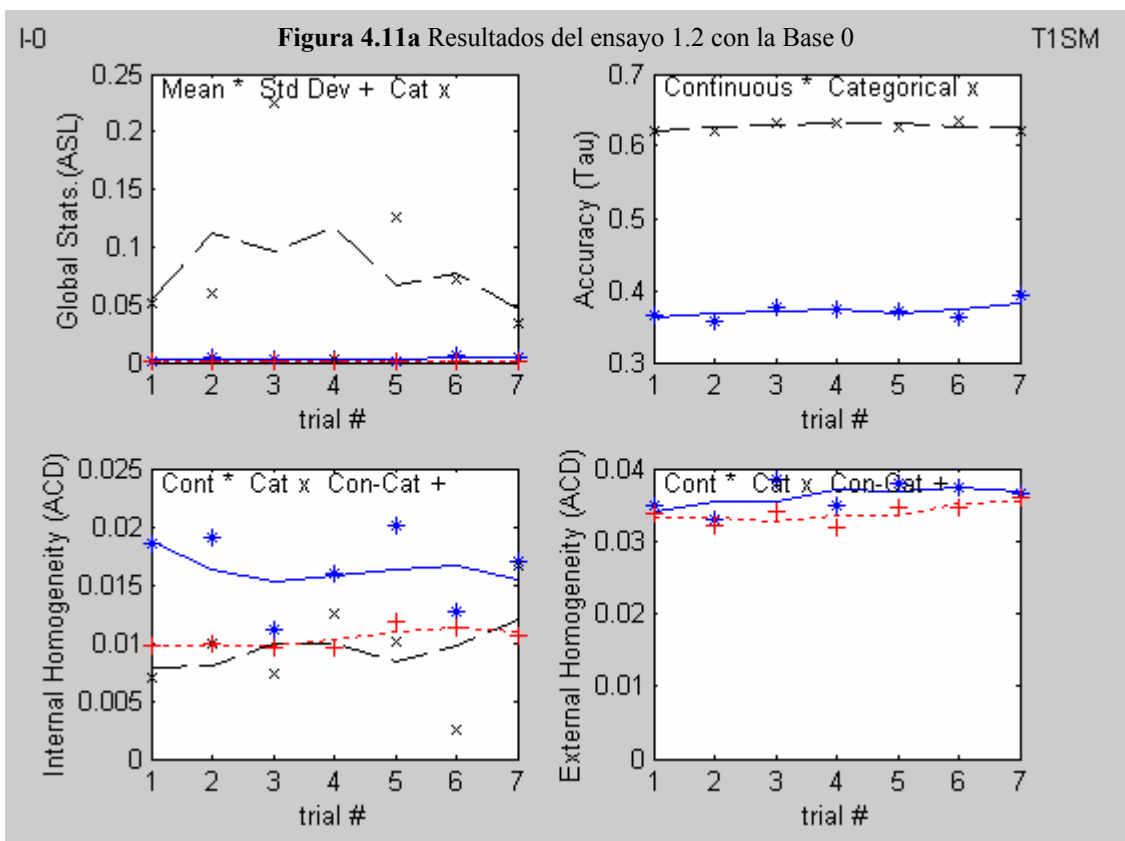 I-0
Figura 4.11a Resultados del ensayo 1.2 con la Base 0
T1SM
Mean * Std Dev + Cat x
Global Stats.(ASL)
0.25
0.2
0.15
0.1
0.05
0
1 2 3 4 5 6 7
trial #
Continuous * Categorical x
Accuracy (Tau)
0.7
0.6
0.5
0.4
0.3
1 2 3 4 5 6 7
trial #
Cont * Cat x Con-Cat +
Internal Homogeneity (ACD)
0.025
0.02
0.015
0.01
0.005
0
1 2 3 4 5 6 7
trial #
Cont * Cat x Con-Cat +
External Homogeneity (ACD)
0.04
0.03
0.02
0.01
0
1 2 3 4 5 6 7
trial #